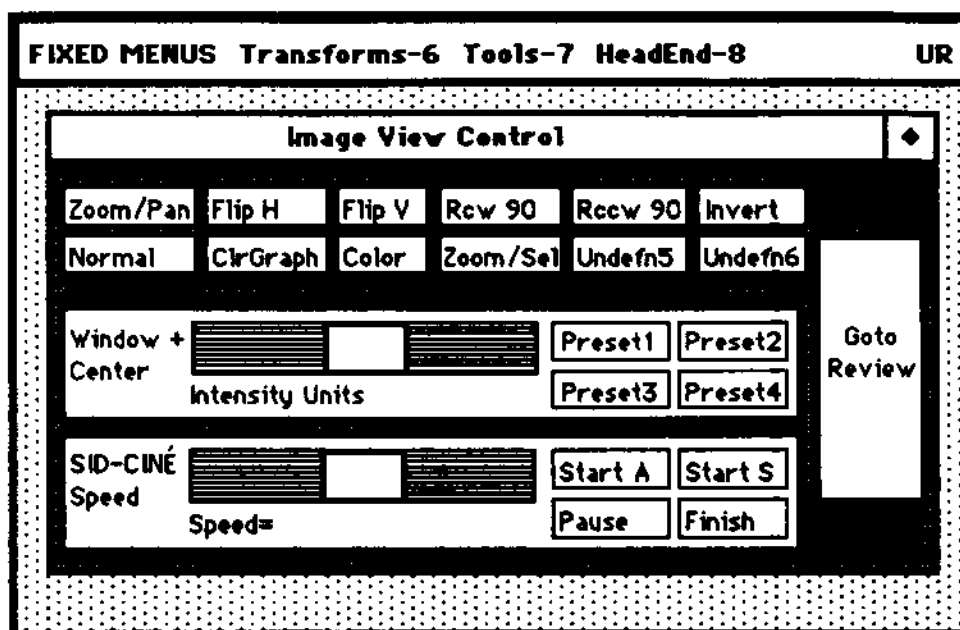 FIXED MENUS Transforms-6 Tools-7 HeadEnd-8 UR
Image View Control
Zoom/Pan Flip H Flip V Rcw 90 Rccw 90 Invert
Normal ClrGraph Color Zoom/Sel Undefn5 Undefn6
Window +
Center
Intensity Units
Preset1 Preset2
Preset3 Preset4
Goto
Review
SID-CINÉ
Speed
Speed=
Start A Start S
Pause Finish